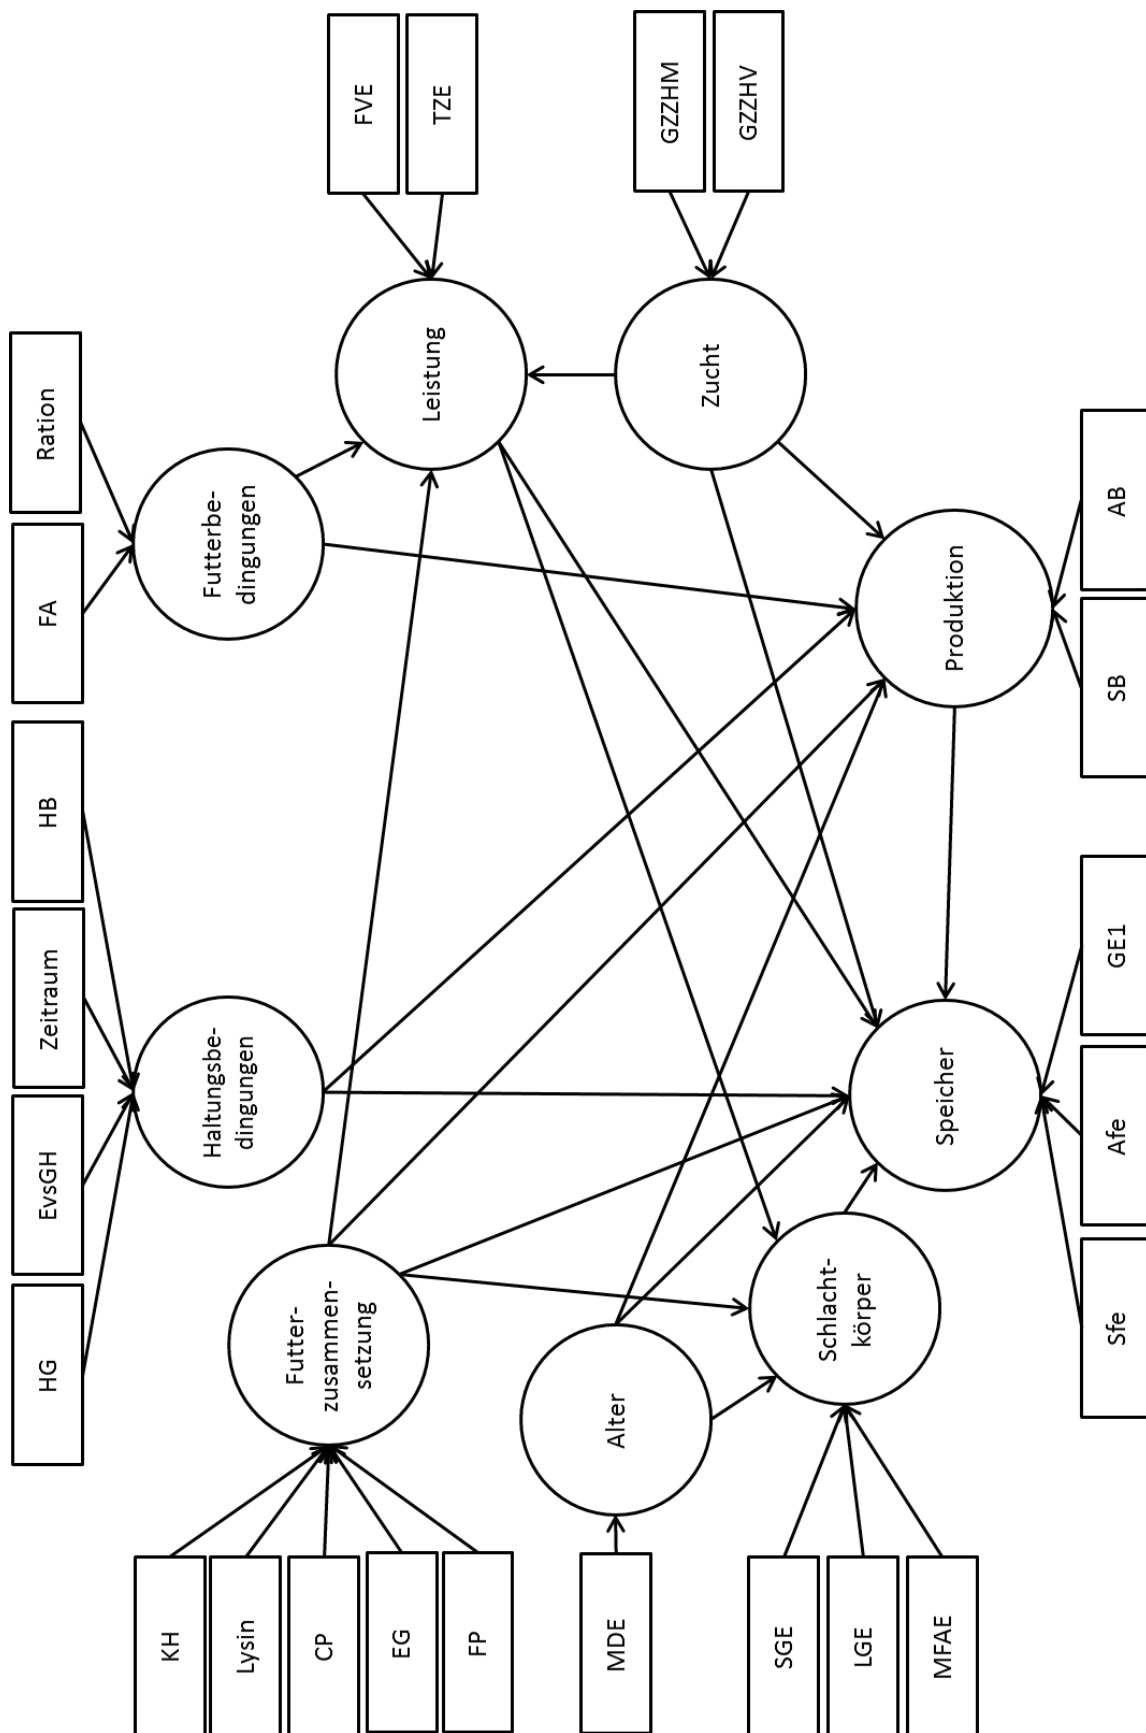 HG
EvsGH
Zeitraum
HB
FA
Ration
Haltungsbe-
dingungen
Futterbe-
dingungen
FVE
TZE
KH
Lysin
CP
EG
FP
Futter-
zusammen-
setzung
Leistung
MDE
Alter
Zucht
GZZHM
GZZHV
SGE
LGE
MFAE
Schlacht-
körper
Speicher
Produktion
Sfe
Afe
GE1
SB
AB